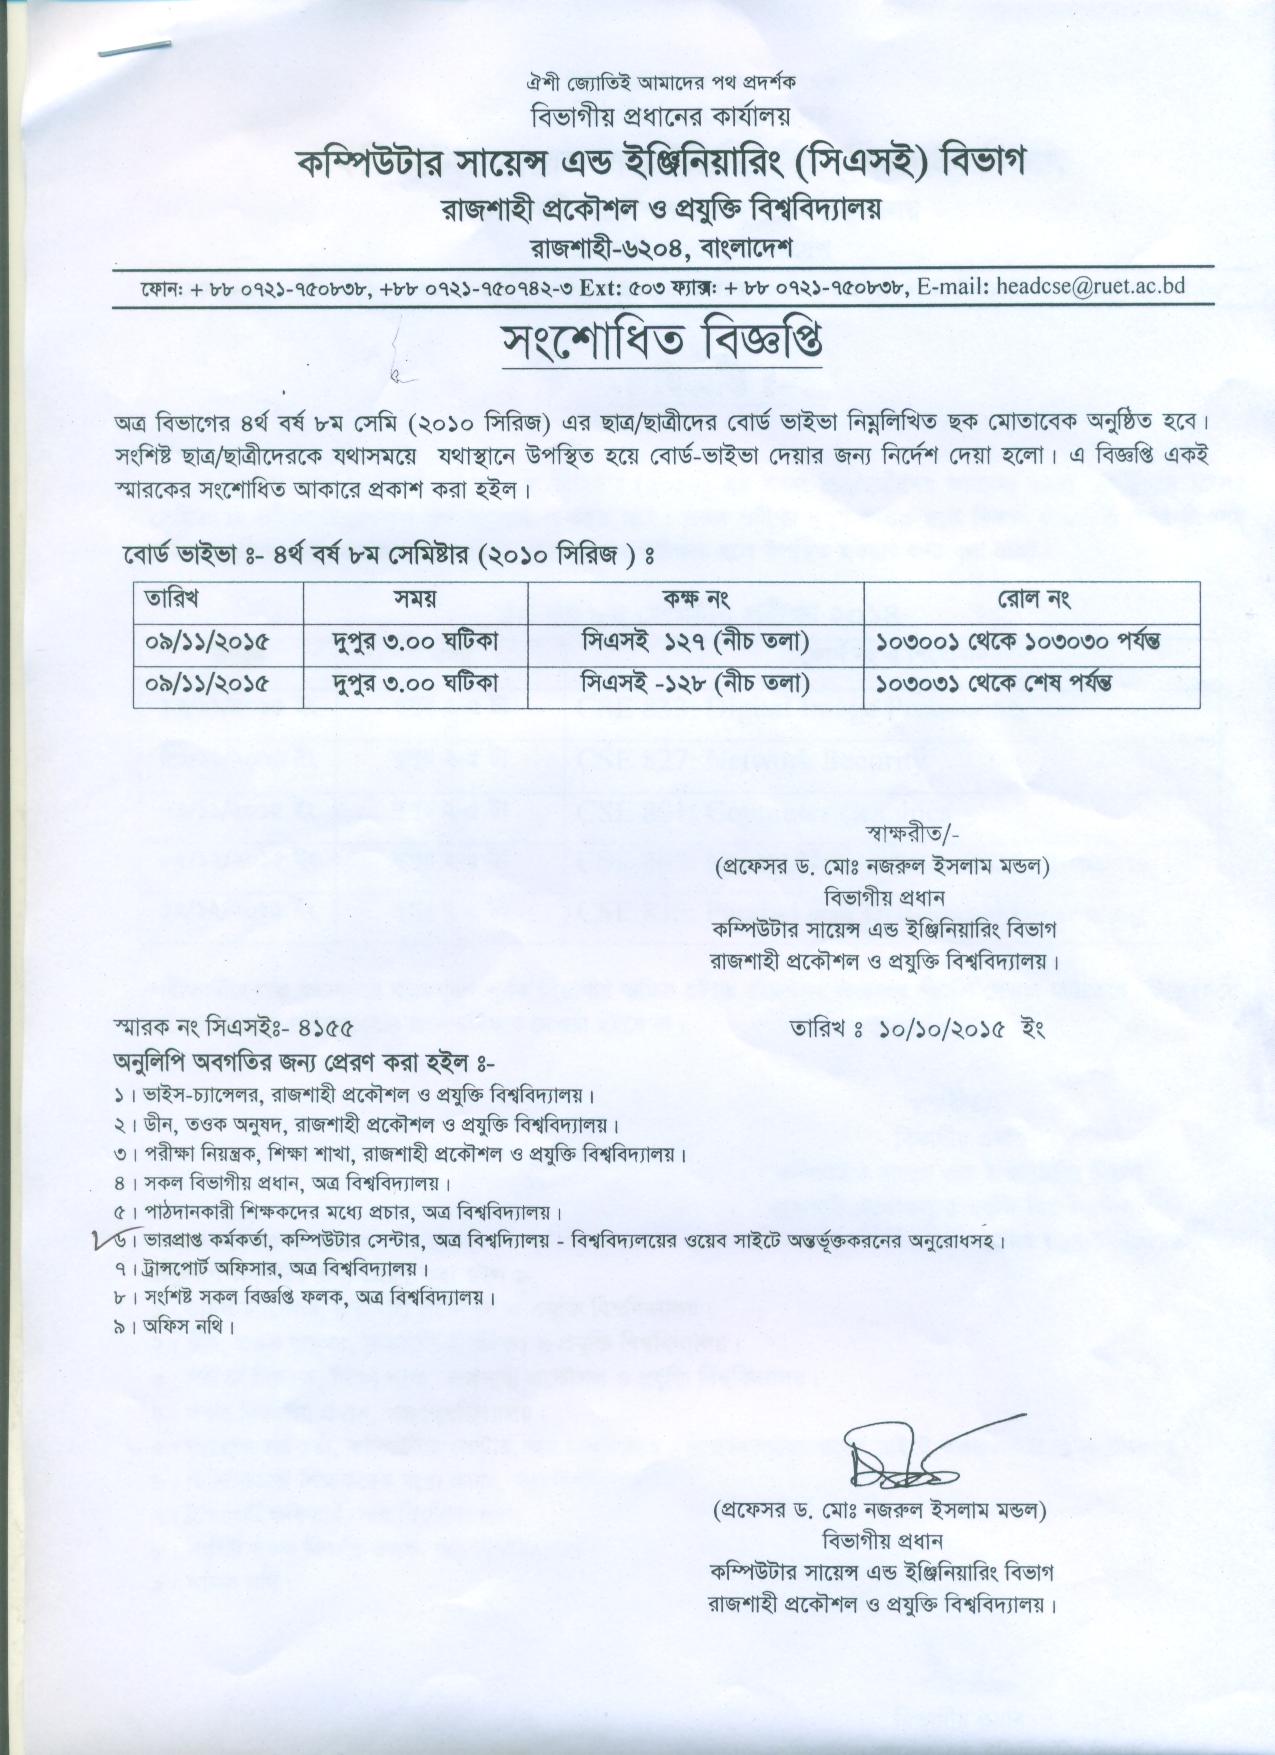 ঐশী জ্যোতিই আমাদের পথ প্রদর্শক
বিভাগীয় প্রধানের কার্যালয়
কম্পিউটার সায়েন্স এন্ড ইঞ্জিনিয়ারিং (সিএসই) বিভাগ
রাজশাহী প্রকৌশল ও প্রযুক্তি বিশ্ববিদ্যালয়
রাজশাহী-৬২০৪, বাংলাদেশ
ফোনঃ + ৮৮ ০৭২১-৭৫০৮৩৮, +৮৮ ০৭২১-৭৫০৭৪২-৩ Ext: ৫০৩ ফ্যাক্সঃ + ৮৮ ০৭২১-৭৫০৮৩৮, E-mail: headcse@ruet.ac.bd
সংশোধিত বিজ্ঞপ্তি
অত্র বিভাগের ৪র্থ বর্ষ ৮ম সেমি (২০১০ সিরিজ) এর ছাত্র/ছাত্রীদের বোর্ড ভাইভা নিম্নলিখিত ছক মোতাবেক অনুষ্ঠিত হবে।
সংশিষ্ট ছাত্র/ছাত্রীদেরকে যথাসময়ে যথাস্থানে উপস্থিত হয়ে বোর্ড-ভাইভা দেয়ার জন্য নির্দেশ দেয়া হলো। এ বিজ্ঞপ্তি একই
স্মারকের সংশোধিত আকারে প্রকাশ করা হইল।
বোর্ড ভাইভা ঃ- ৪র্থ বর্ষ ৮ম সেমিষ্টার (২০১০ সিরিজ ) ঃ
তারিখ সময় কক্ষ নং রোল নং
০৯/১১/২০১৫ দুপুর ৩.০০ ঘটিকা সিএসই ১২৭ (নীচ তলা) ১০৩০০১ থেকে ১০৩০৩০ পর্যন্ত
০৯/১১/২০১৫ দুপুর ৩.০০ ঘটিকা সিএসই -১২৮ (নীচ তলা) ১০৩০৩১ থেকে শেষ পর্যন্ত
স্বাক্ষরীত/-
(প্রফেসর ড. মোঃ নজরুল ইসলাম মন্ডল)
বিভাগীয় প্রধান
কম্পিউটার সায়েন্স এন্ড ইঞ্জিনিয়ারিং বিভাগ
রাজশাহী প্রকৌশল ও প্রযুক্তি বিশ্ববিদ্যালয়।
স্মারক নং সিএসইঃ- ৪১৫৫ তারিখ ঃ ১০/১০/২০১৫ ইং
অনুলিপি অবগতির জন্য প্রেরণ করা হইল ঃ-
১। ভাইস-চ্যান্সেলর, রাজশাহী প্রকৌশল ও প্রযুক্তি বিশ্ববিদ্যালয়।
২। ডীন, তওক অনুষদ, রাজশাহী প্রকৌশল ও প্রযুক্তি বিশ্ববিদ্যালয়।
৩। পরীক্ষা নিয়ন্ত্রক, শিক্ষা শাখা, রাজশাহী প্রকৌশল ও প্রযুক্তি বিশ্ববিদ্যালয়।
৪। সকল বিভাগীয় প্রধান, অত্র বিশ্ববিদ্যালয়।
৫। পাঠদানকারী শিক্ষকদের মধ্যে প্রচার, অত্র বিশ্ববিদ্যালয়।
৬। ভারপ্রাপ্ত কর্মকর্তা, কম্পিউটার সেন্টার, অত্র বিশ্বদ্যিালয় - বিশ্ববিদ্যলয়ের ওয়েব সাইটে অন্তর্ভূক্তকরনের অনুরোধসহ।
৭। ট্রান্সপোর্ট অফিসার, অত্র বিশ্ববিদ্যালয়।
৮। সংশিষ্ট সকল বিজ্ঞপ্তি ফলক, অত্র বিশ্ববিদ্যালয়।
৯। অফিস নথি।
(প্রফেসর ড. মোঃ নজরুল ইসলাম মন্ডল)
বিভাগীয় প্রধান
কম্পিউটার সায়েন্স এন্ড ইঞ্জিনিয়ারিং বিভাগ
রাজশাহী প্রকৌশল ও প্রযুক্তি বিশ্ববিদ্যালয়।